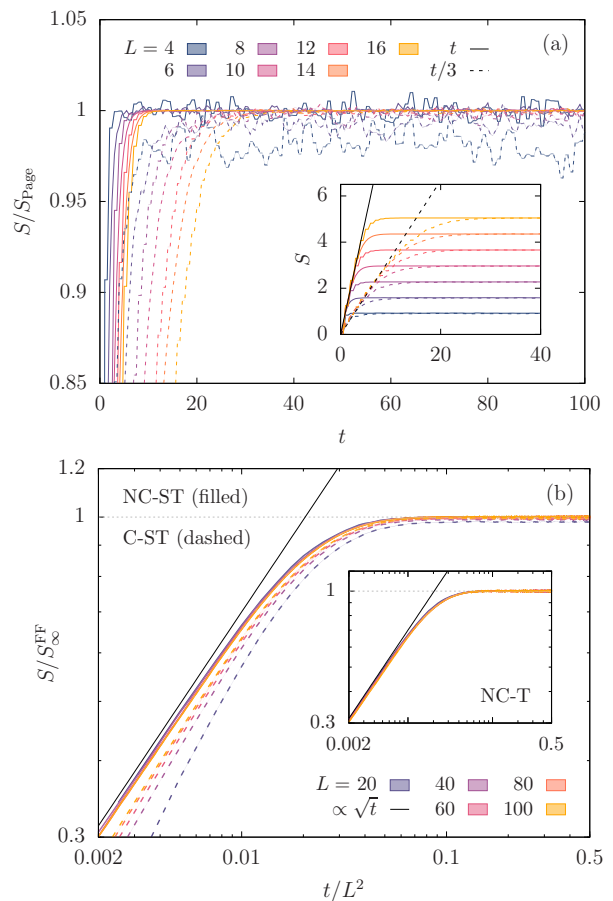 1.05
L = 4 8 12 16 t (a)
6 10 14 t/3
1
S/S_Page
0.95
0.9
0.85
6
4
S
2
0
0 20 40
0 20 40 60 80 100
t
1.2
NC-ST (filled) (b)
1
C-ST (dashed)
S/S_∞^FF
1
NC-T
0.3
0.002 0.5
L = 20 40 80
∝ √t 60 100
0.3
0.002 0.01 0.1 0.5
t/L²